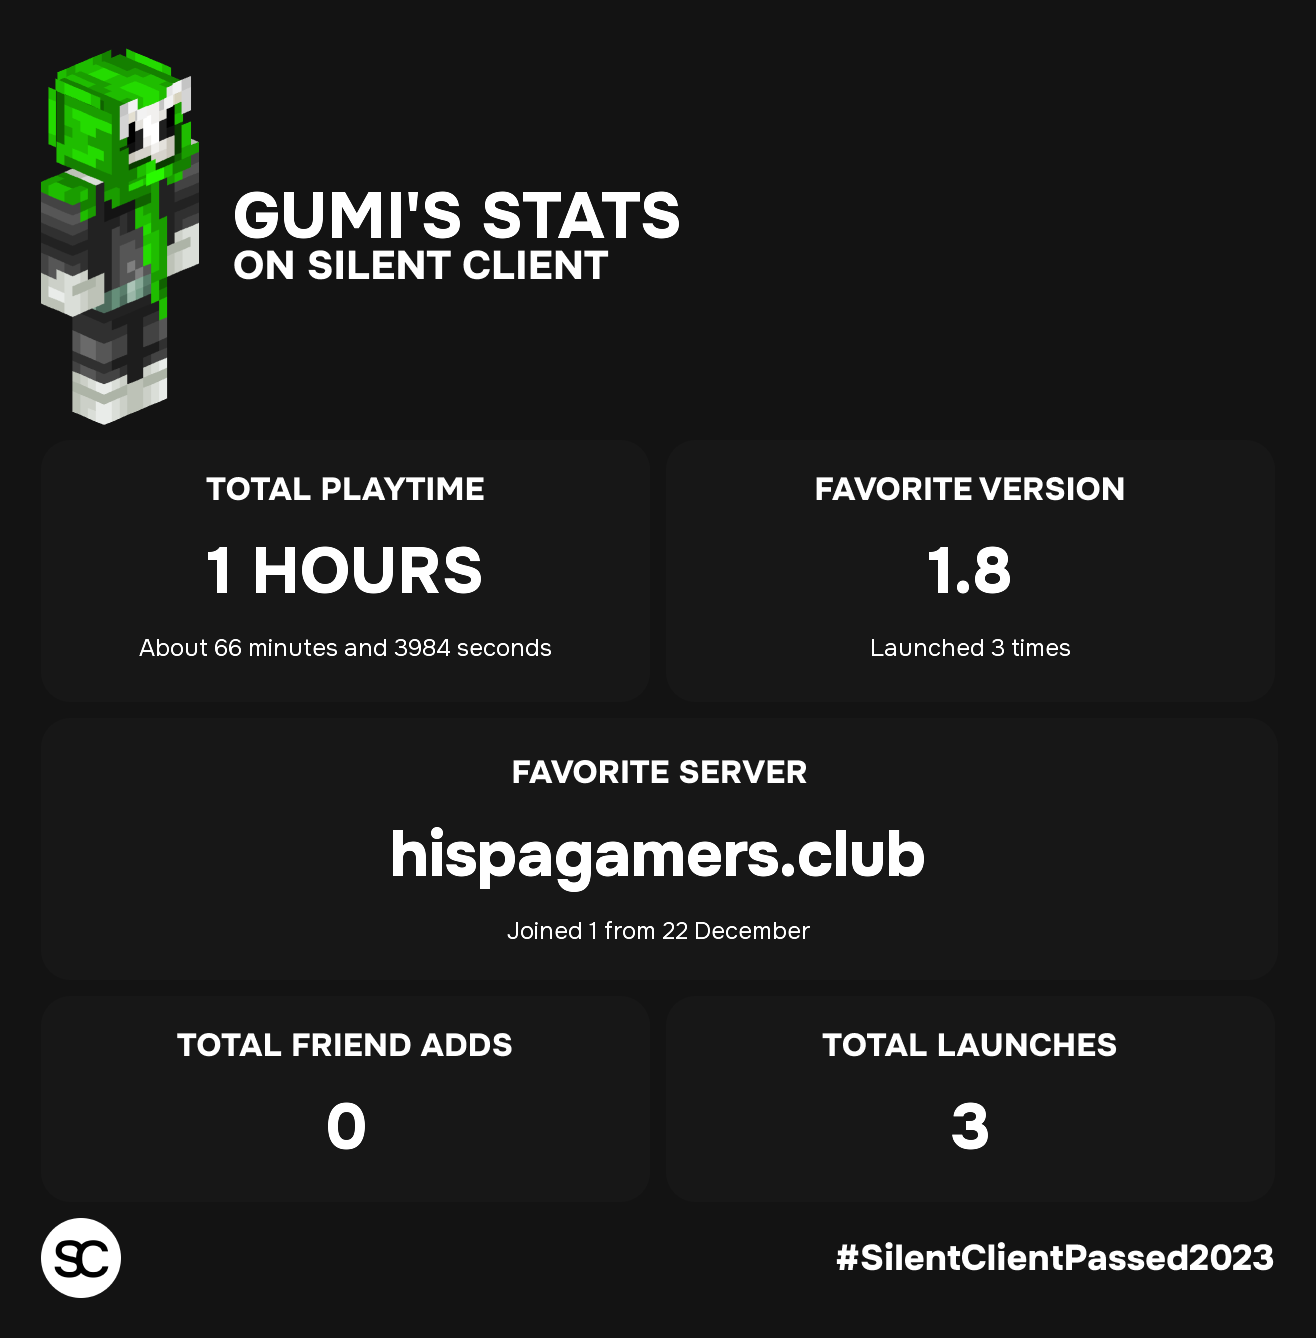 GUMI'S STATS
ON SILENT CLIENT
TOTAL PLAYTIME
1 HOURS
About 66 minutes and 3984 seconds
FAVORITE VERSION
1.8
Launched 3 times
FAVORITE SERVER
hispagamers.club
Joined 1 from 22 December
TOTAL FRIEND ADDS
0
TOTAL LAUNCHES
3
SC
#SilentClientPassed2023